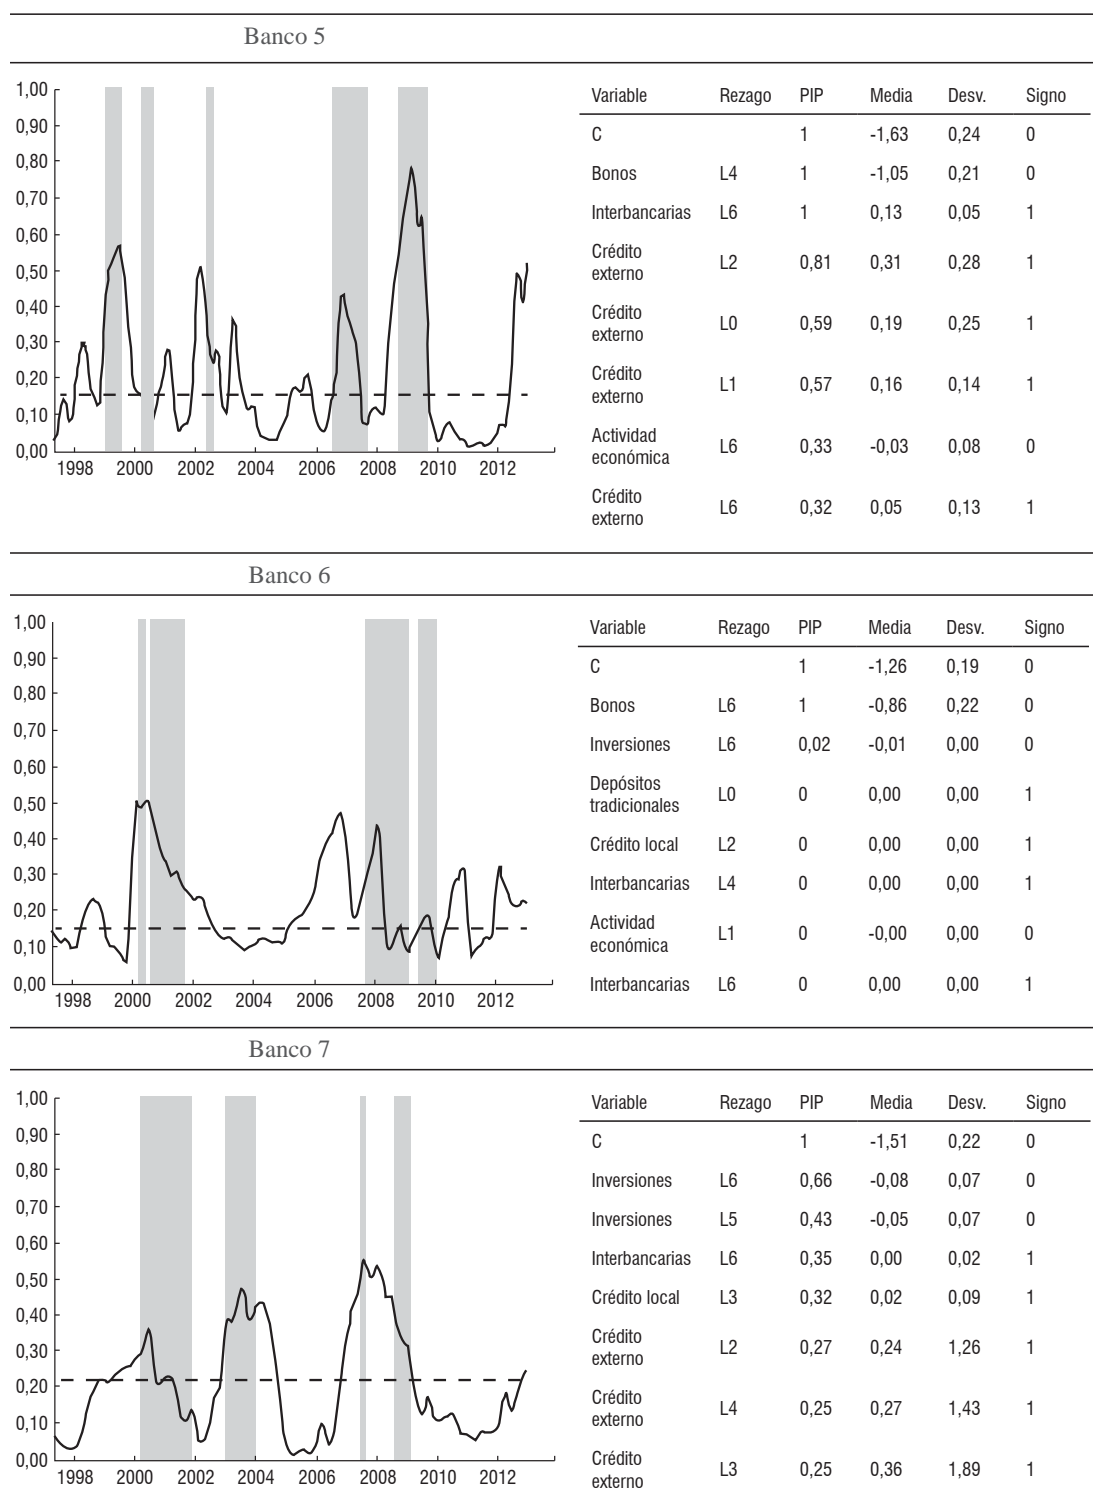 Banco 5
1,00
0,90
0,80
0,70
0,60
0,50
0,40
0,30
0,20
0,10
0,00
1998 2000 2002 2004 2006 2008 2010 2012
Variable Rezago PIP Media Desv. Signo
C 1 -1,63 0,24 0
Bonos L4 1 -1,05 0,21 0
Interbancarias L6 1 0,13 0,05 1
Crédito
externo L2 0,81 0,31 0,28 1
Crédito
externo L0 0,59 0,19 0,25 1
Crédito
externo L1 0,57 0,16 0,14 1
Actividad
económica L6 0,33 -0,03 0,08 0
Crédito
externo L6 0,32 0,05 0,13 1
Banco 6
1,00
0,90
0,80
0,70
0,60
0,50
0,40
0,30
0,20
0,10
0,00
1998 2000 2002 2004 2006 2008 2010 2012
Variable Rezago PIP Media Desv. Signo
C 1 -1,26 0,19 0
Bonos L6 1 -0,86 0,22 0
Inversiones L6 0,02 -0,01 0,00 0
Depósitos
tradicionales L0 0 0,00 0,00 1
Crédito local L2 0 0,00 0,00 1
Interbancarias L4 0 0,00 0,00 1
Actividad
económica L1 0 -0,00 0,00 0
Interbancarias L6 0 0,00 0,00 1
Banco 7
1,00
0,90
0,80
0,70
0,60
0,50
0,40
0,30
0,20
0,10
0,00
1998 2000 2002 2004 2006 2008 2010 2012
Variable Rezago PIP Media Desv. Signo
C 1 -1,51 0,22 0
Inversiones L6 0,66 -0,08 0,07 0
Inversiones L5 0,43 -0,05 0,07 0
Interbancarias L6 0,35 0,00 0,02 1
Crédito local L3 0,32 0,02 0,09 1
Crédito
externo L2 0,27 0,24 1,26 1
Crédito
externo L4 0,25 0,27 1,43 1
Crédito
externo L3 0,25 0,36 1,89 1